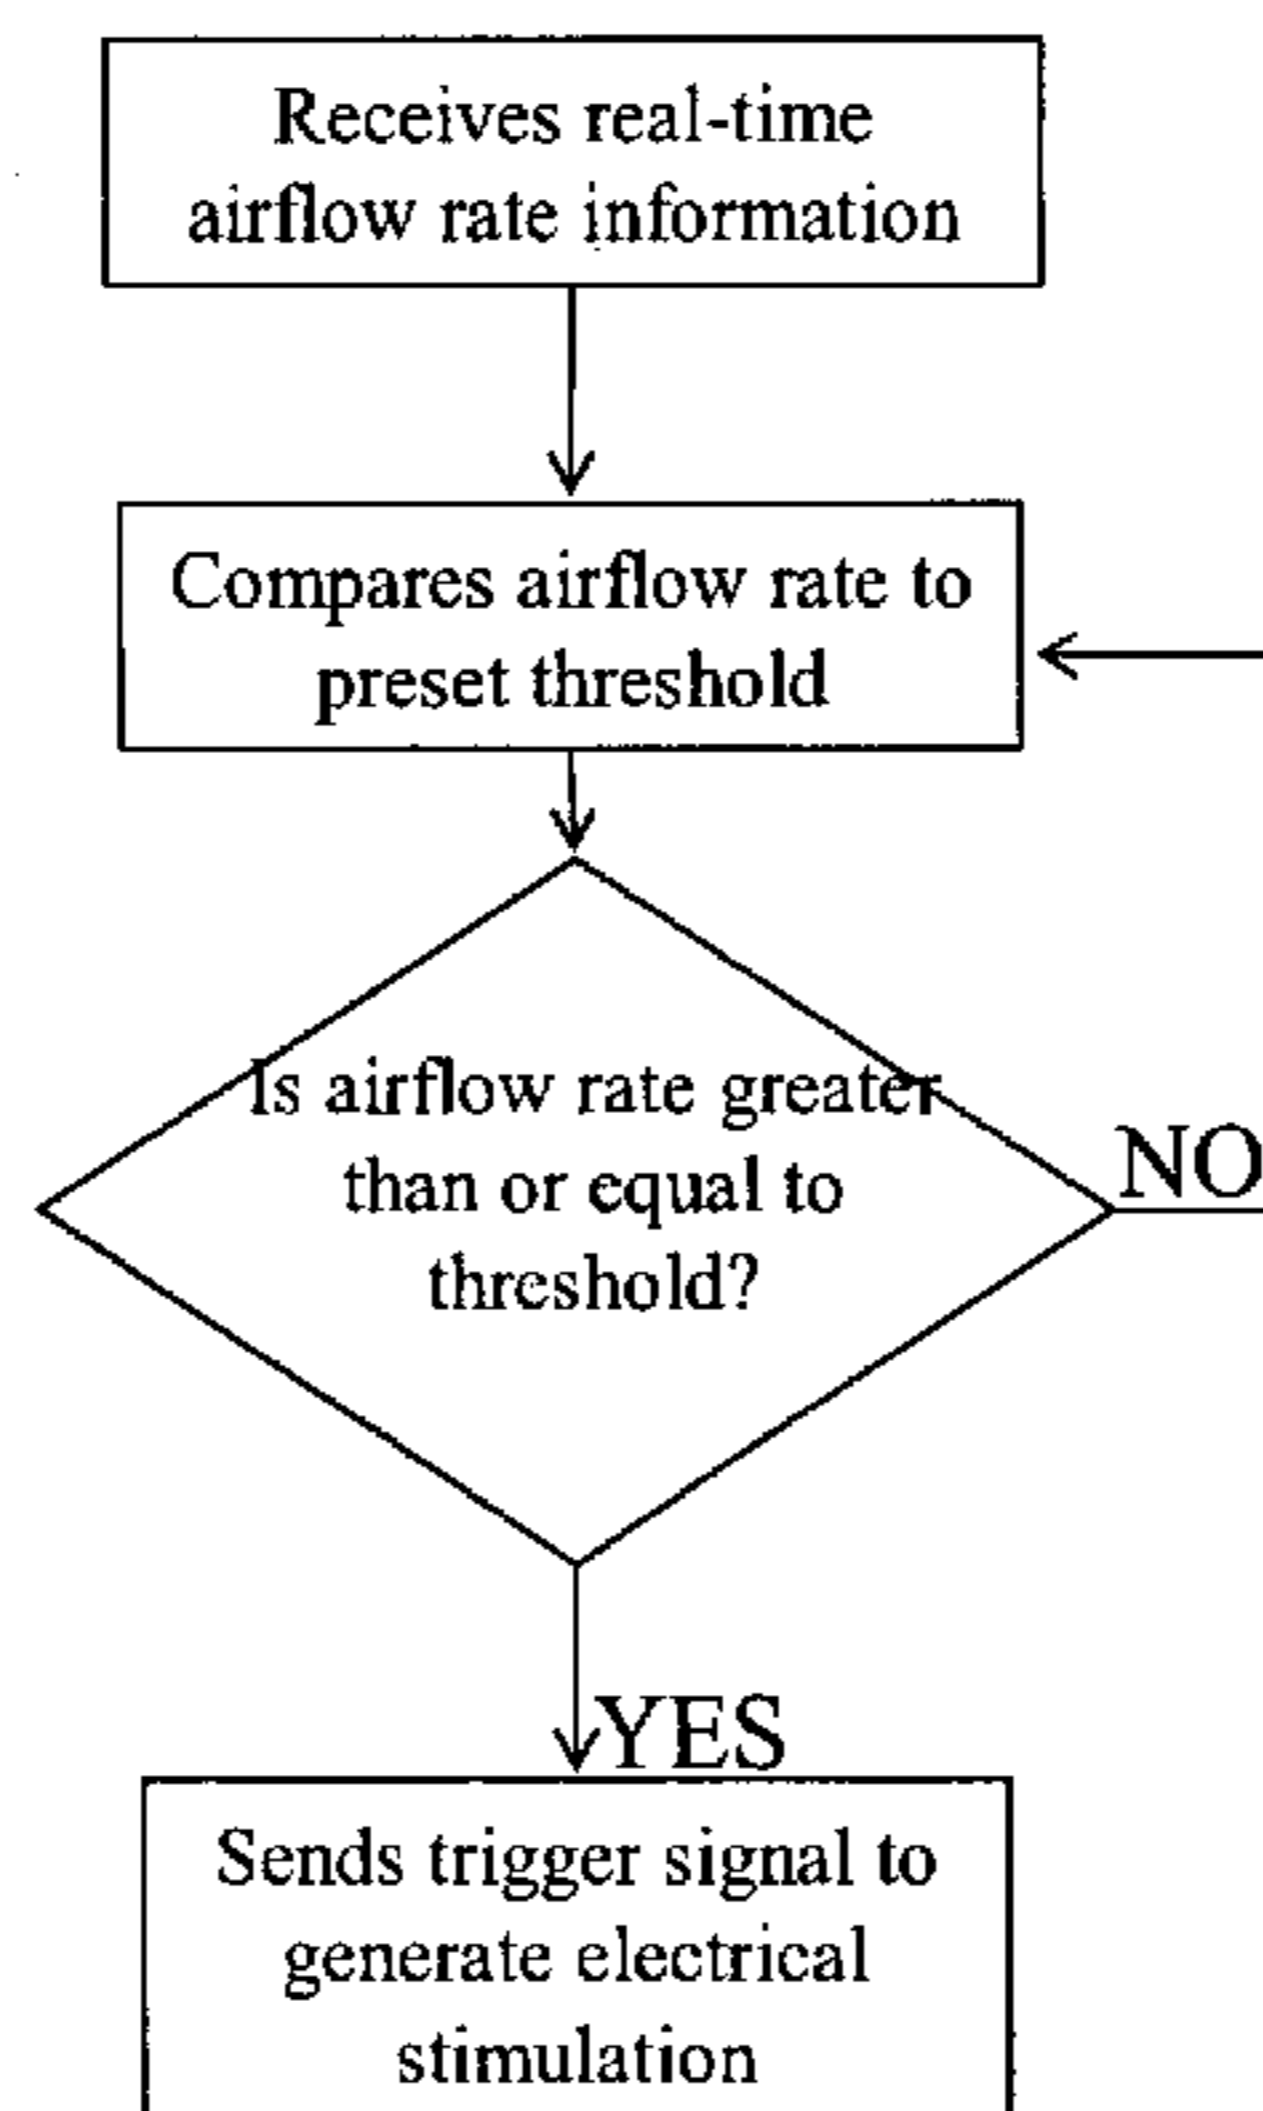 Receives real-time
airflow rate information
Compares airflow rate to
preset threshold
Is airflow rate greater
than or equal to
threshold?
NO
YES
Sends trigger signal to
generate electrical
stimulation